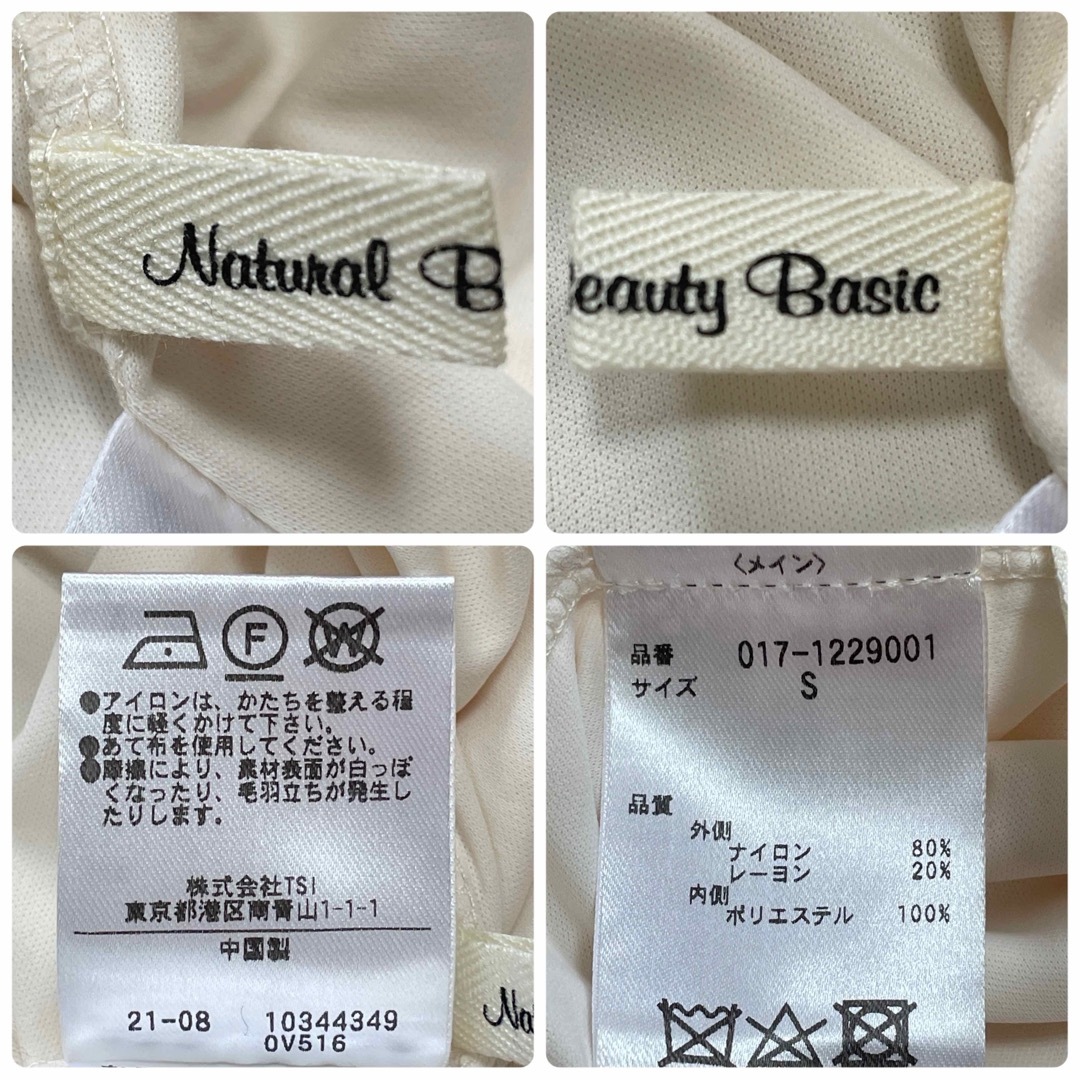 Natural B
eauty Basic
F W
●アイロンは、かたちを整える程
度に軽くかけて下さい。
●あて布を使用してください。
●摩擦により、素材表面が白っぽ
くなったり、毛羽立ちが発生し
たりします。
株式会社TSI
東京都港区南青山1-1-1
中国製
21-08 10344349
0V516
Na
〈メイン〉
品番 017-1229001
サイズ S
品質
外側
ナイロン 80%
レーヨン 20%
内側
ポリエステル 100%